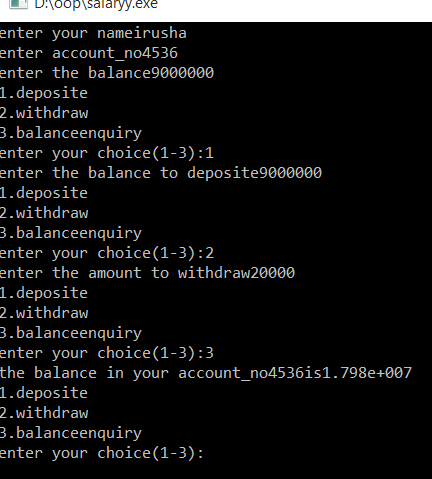 D:\oop\salaryy.exe
enter your nameirusha
enter account_no4536
enter the balance9000000
1.deposite
2.withdraw
3.balanceenquiry
enter your choice(1-3):1
enter the balance to deposite9000000
1.deposite
2.withdraw
3.balanceenquiry
enter your choice(1-3):2
enter the amount to withdraw20000
1.deposite
2.withdraw
3.balanceenquiry
enter your choice(1-3):3
the balance in your account_no4536is1.798e+007
1.deposite
2.withdraw
3.balanceenquiry
enter your choice(1-3):